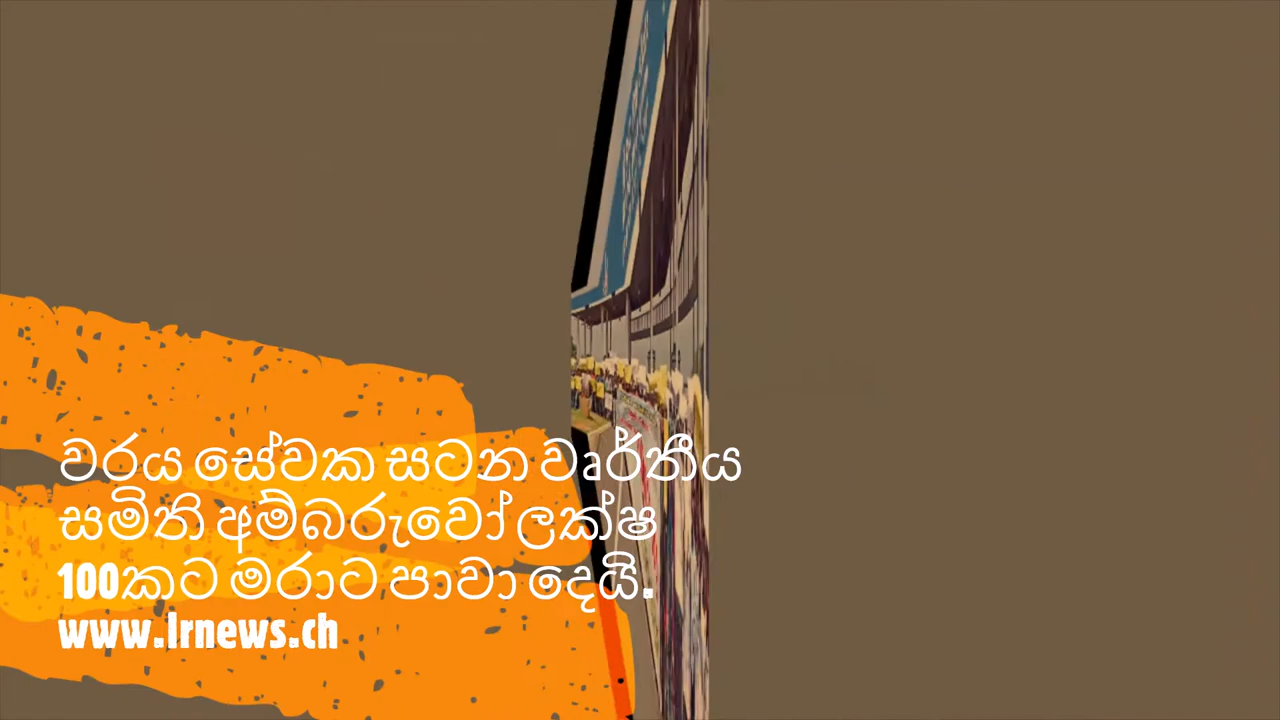 වරය සේවක සටන වෘර්තීය
සමිති අම්බරුවෝ ලක්ෂ
100කට මරාට පාවා දෙයි.
www.lrnews.ch